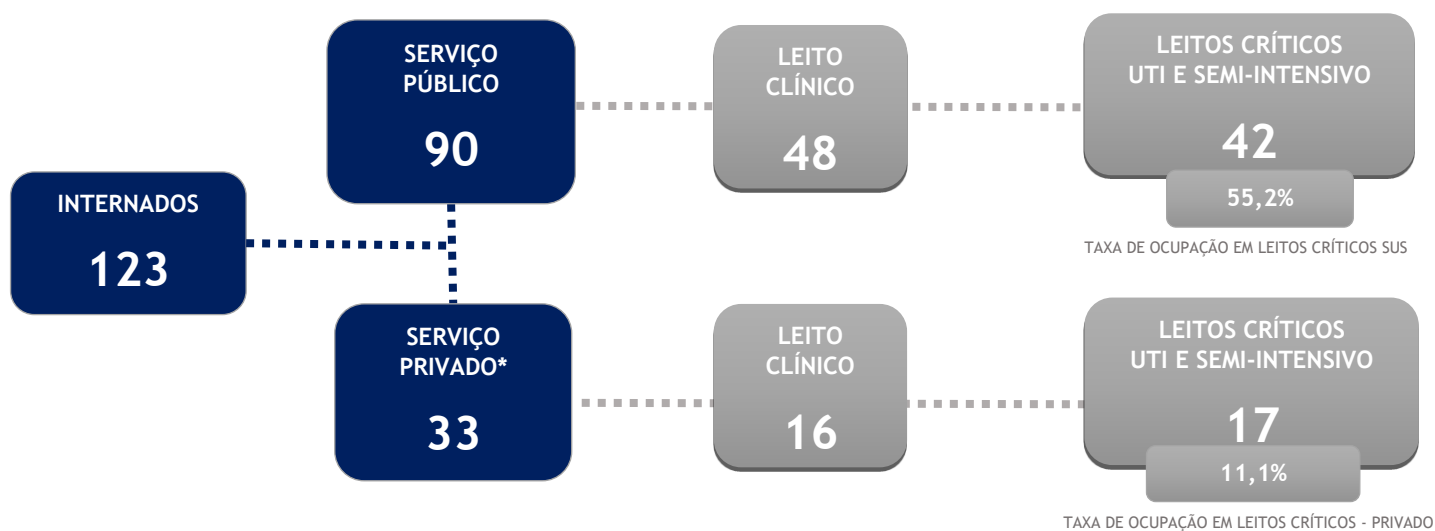 INTERNADOS
123
SERVIÇO
PÚBLICO
90
LEITO
CLÍNICO
48
LEITOS CRÍTICOS
UTI E SEMI-INTENSIVO
42
55,2%
TAXA DE OCUPAÇÃO EM LEITOS CRÍTICOS SUS
SERVIÇO
PRIVADO*
33
LEITO
CLÍNICO
16
LEITOS CRÍTICOS
UTI E SEMI-INTENSIVO
17
11,1%
TAXA DE OCUPAÇÃO EM LEITOS CRÍTICOS - PRIVADO